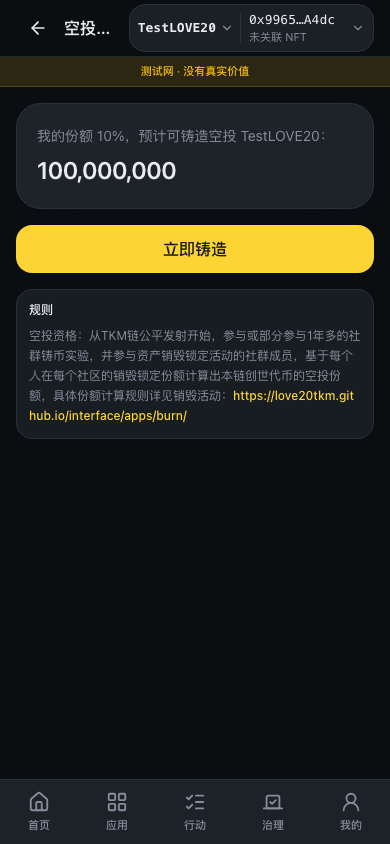 空投...
TestLOVE20
0x9965…A4dc
未关联 NFT
测试网 · 没有真实价值
我的份额 10%，预计可铸造空投 TestLOVE20：
100,000,000
立即铸造
规则
空投资格：从TKM链公平发射开始，参与或部分参与1年多的社
群铸币实验，并参与资产销毁锁定活动的社群成员，基于每个
人在每个社区的销毁锁定份额计算出本链创世代币的空投份
额，具体份额计算规则详见销毁活动：https://love20tkm.git
hub.io/interface/apps/burn/
首页
应用
行动
治理
我的